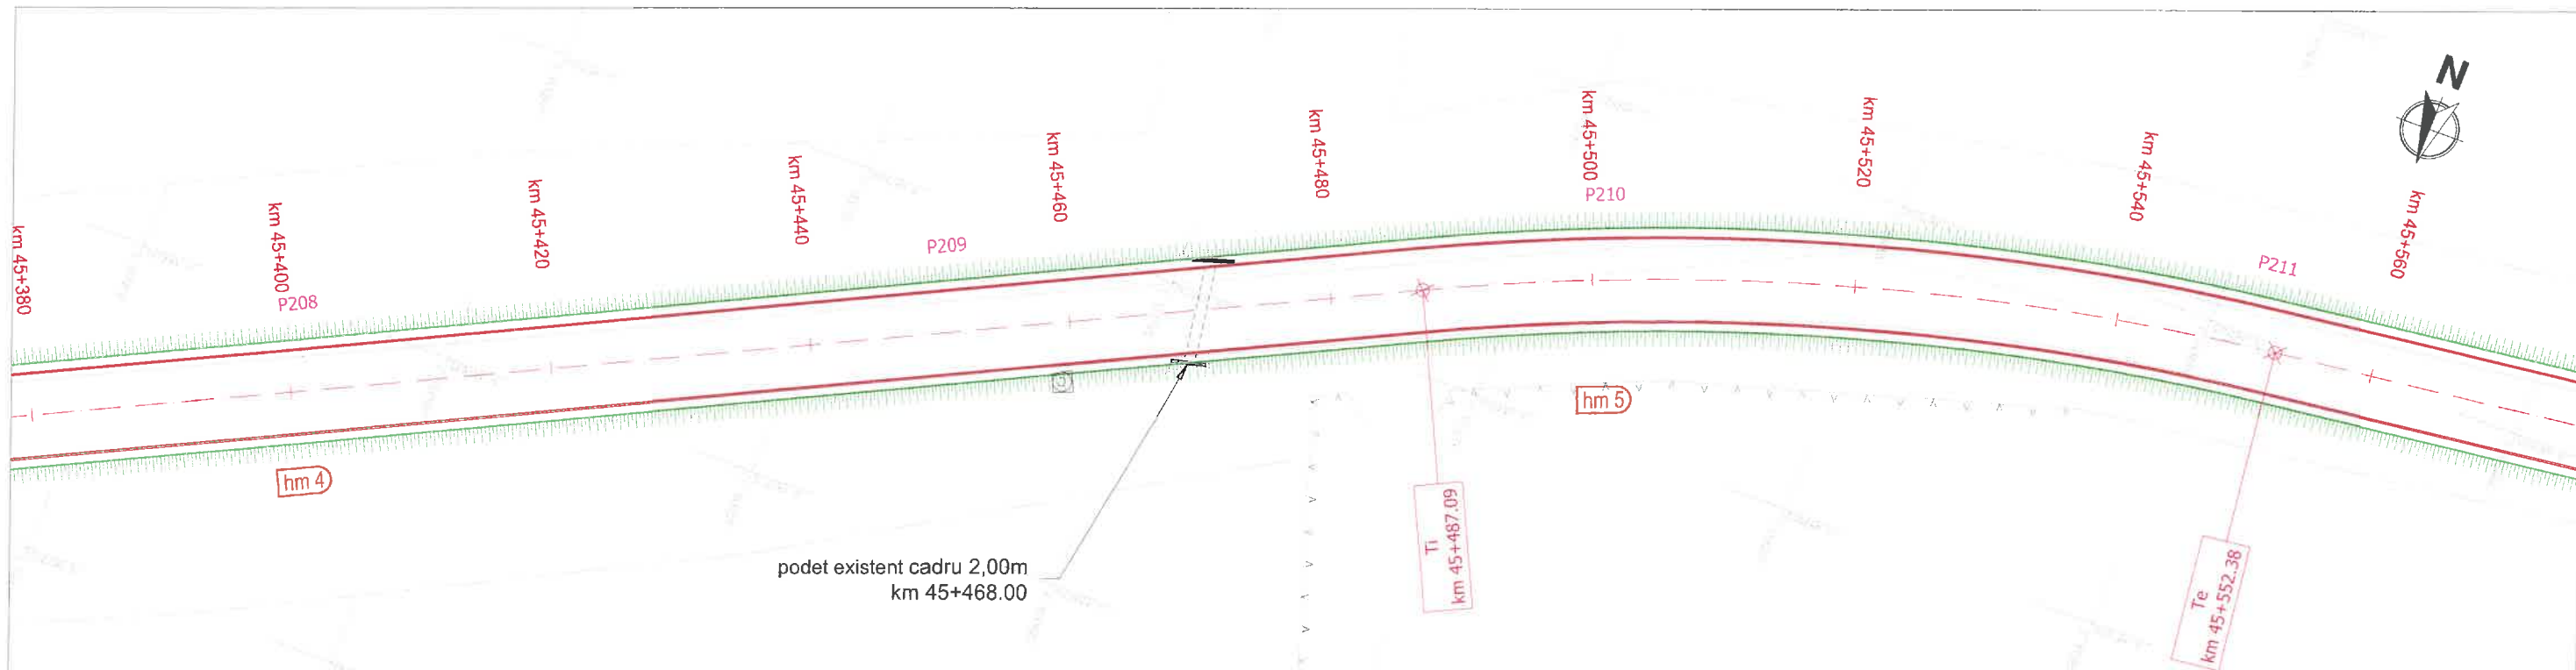 N
km 45+380
km 45+400
km 45+420
km 45+440
km 45+460
km 45+480
km 45+500
km 45+520
km 45+540
km 45+560
P208
P209
P210
P211
hm 4
hm 5
podet existent cadru 2,00m
km 45+468.00
Ti
km 45+487.09
Te
km 45+552.38